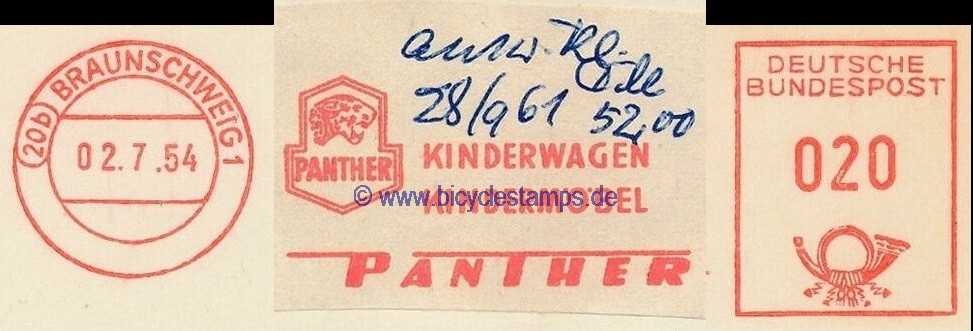 (20b) BRAUNSCHWEIG 1
02.7.54
28/9 61
52,00
PANTHER
KINDERWAGEN
KINDERMÖBEL
© www.bicyclestamps.de
PANTHER
DEUTSCHE
BUNDESPOST
020